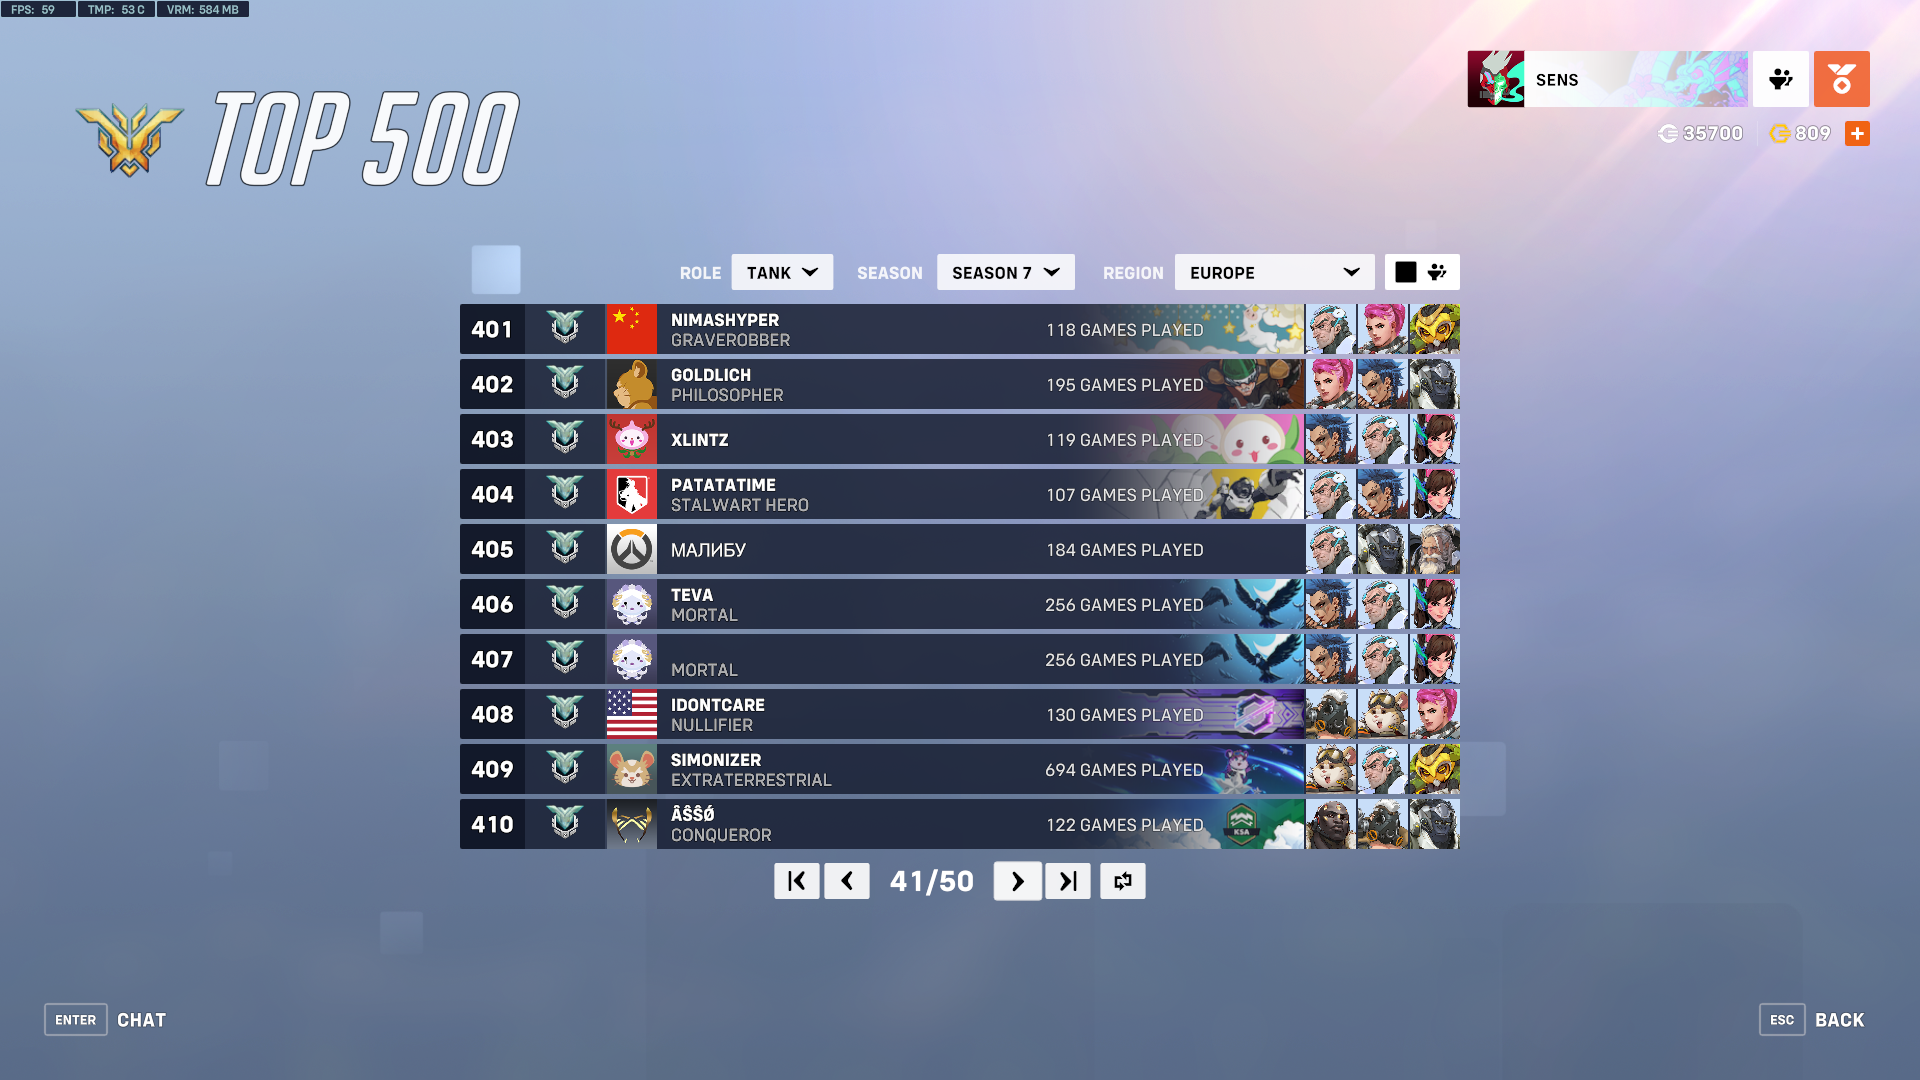 FPS: 59 TMP: 53 C VRM: 584 MB
TOP 500
SENS
35700 809
ROLE TANK SEASON SEASON 7 REGION EUROPE
401 NIMASHYPER 118 GAMES PLAYED
GRAVEROBBER
402 GOLDLICH 195 GAMES PLAYED
PHILOSOPHER
403 XLINTZ 119 GAMES PLAYED
404 PATATATIME 107 GAMES PLAYED
STALWART HERO
405 МАЛИБУ 184 GAMES PLAYED
406 TEVA 256 GAMES PLAYED
MORTAL
407 256 GAMES PLAYED
MORTAL
408 IDONTCARE 130 GAMES PLAYED
NULLIFIER
409 SIMONIZER 694 GAMES PLAYED
EXTRATERRESTRIAL
410 ÂŜŜǾ 122 GAMES PLAYED
CONQUEROR
KSA
41/50
ENTER CHAT
ESC BACK